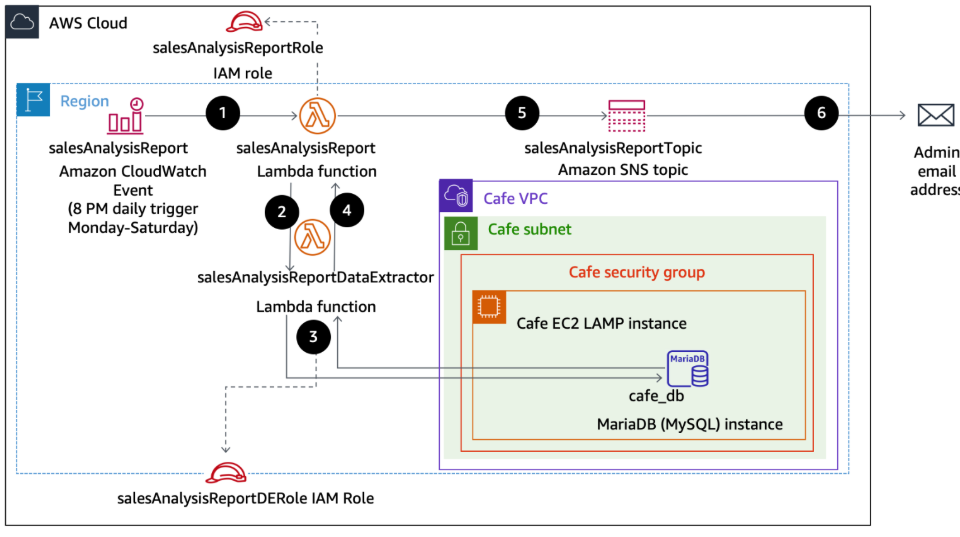 AWS Cloud
salesAnalysisReportRole
IAM role
Region
1
5
6
salesAnalysisReport
Amazon CloudWatch
Event
(8 PM daily trigger
Monday-Saturday)
salesAnalysisReport
Lambda function
salesAnalysisReportTopic
Amazon SNS topic
Admin
email
address
2
4
salesAnalysisReportDataExtractor
Lambda function
3
Cafe VPC
Cafe subnet
Cafe security group
Cafe EC2 LAMP instance
MariaDB
cafe_db
MariaDB (MySQL) instance
salesAnalysisReportDERole IAM Role